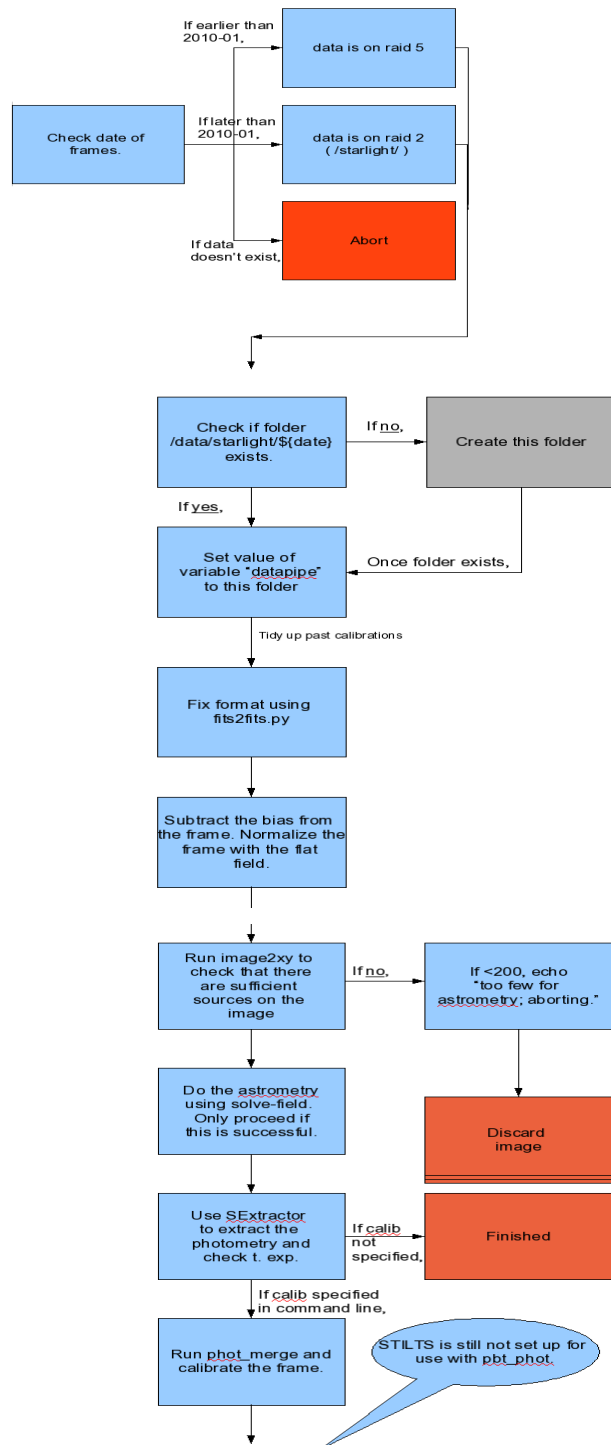 If earlier than
2010-01,
data is on raid 5
Check date of
frames.
If later than
2010-01,
data is on raid 2
( /starlight/ )
If data
doesn't exist,
Abort
Check if folder
/data/starlight/${date}
exists.
If no,
Create this folder
If yes,
Set value of
variable “datapipe”
to this folder
Once folder exists,
Tidy up past calibrations
Fix format using
fits2fits.py
Subtract the bias from
the frame. Normalize the
frame with the flat
field.
Run image2xy to
check that there
are sufficient
sources on the
image
If no,
If <200, echo
“too few for
astrometry; aborting.”
Do the astrometry
using solve-field.
Only proceed if
this is successful.
Discard
image
Use SExtractor
to extract the
photometry and
check t. exp.
If calib
not
specified,
Finished
If calib specified
in command line,
Run phot_merge and
calibrate the frame.
STILTS is still not set up for
use with pbt_phot.